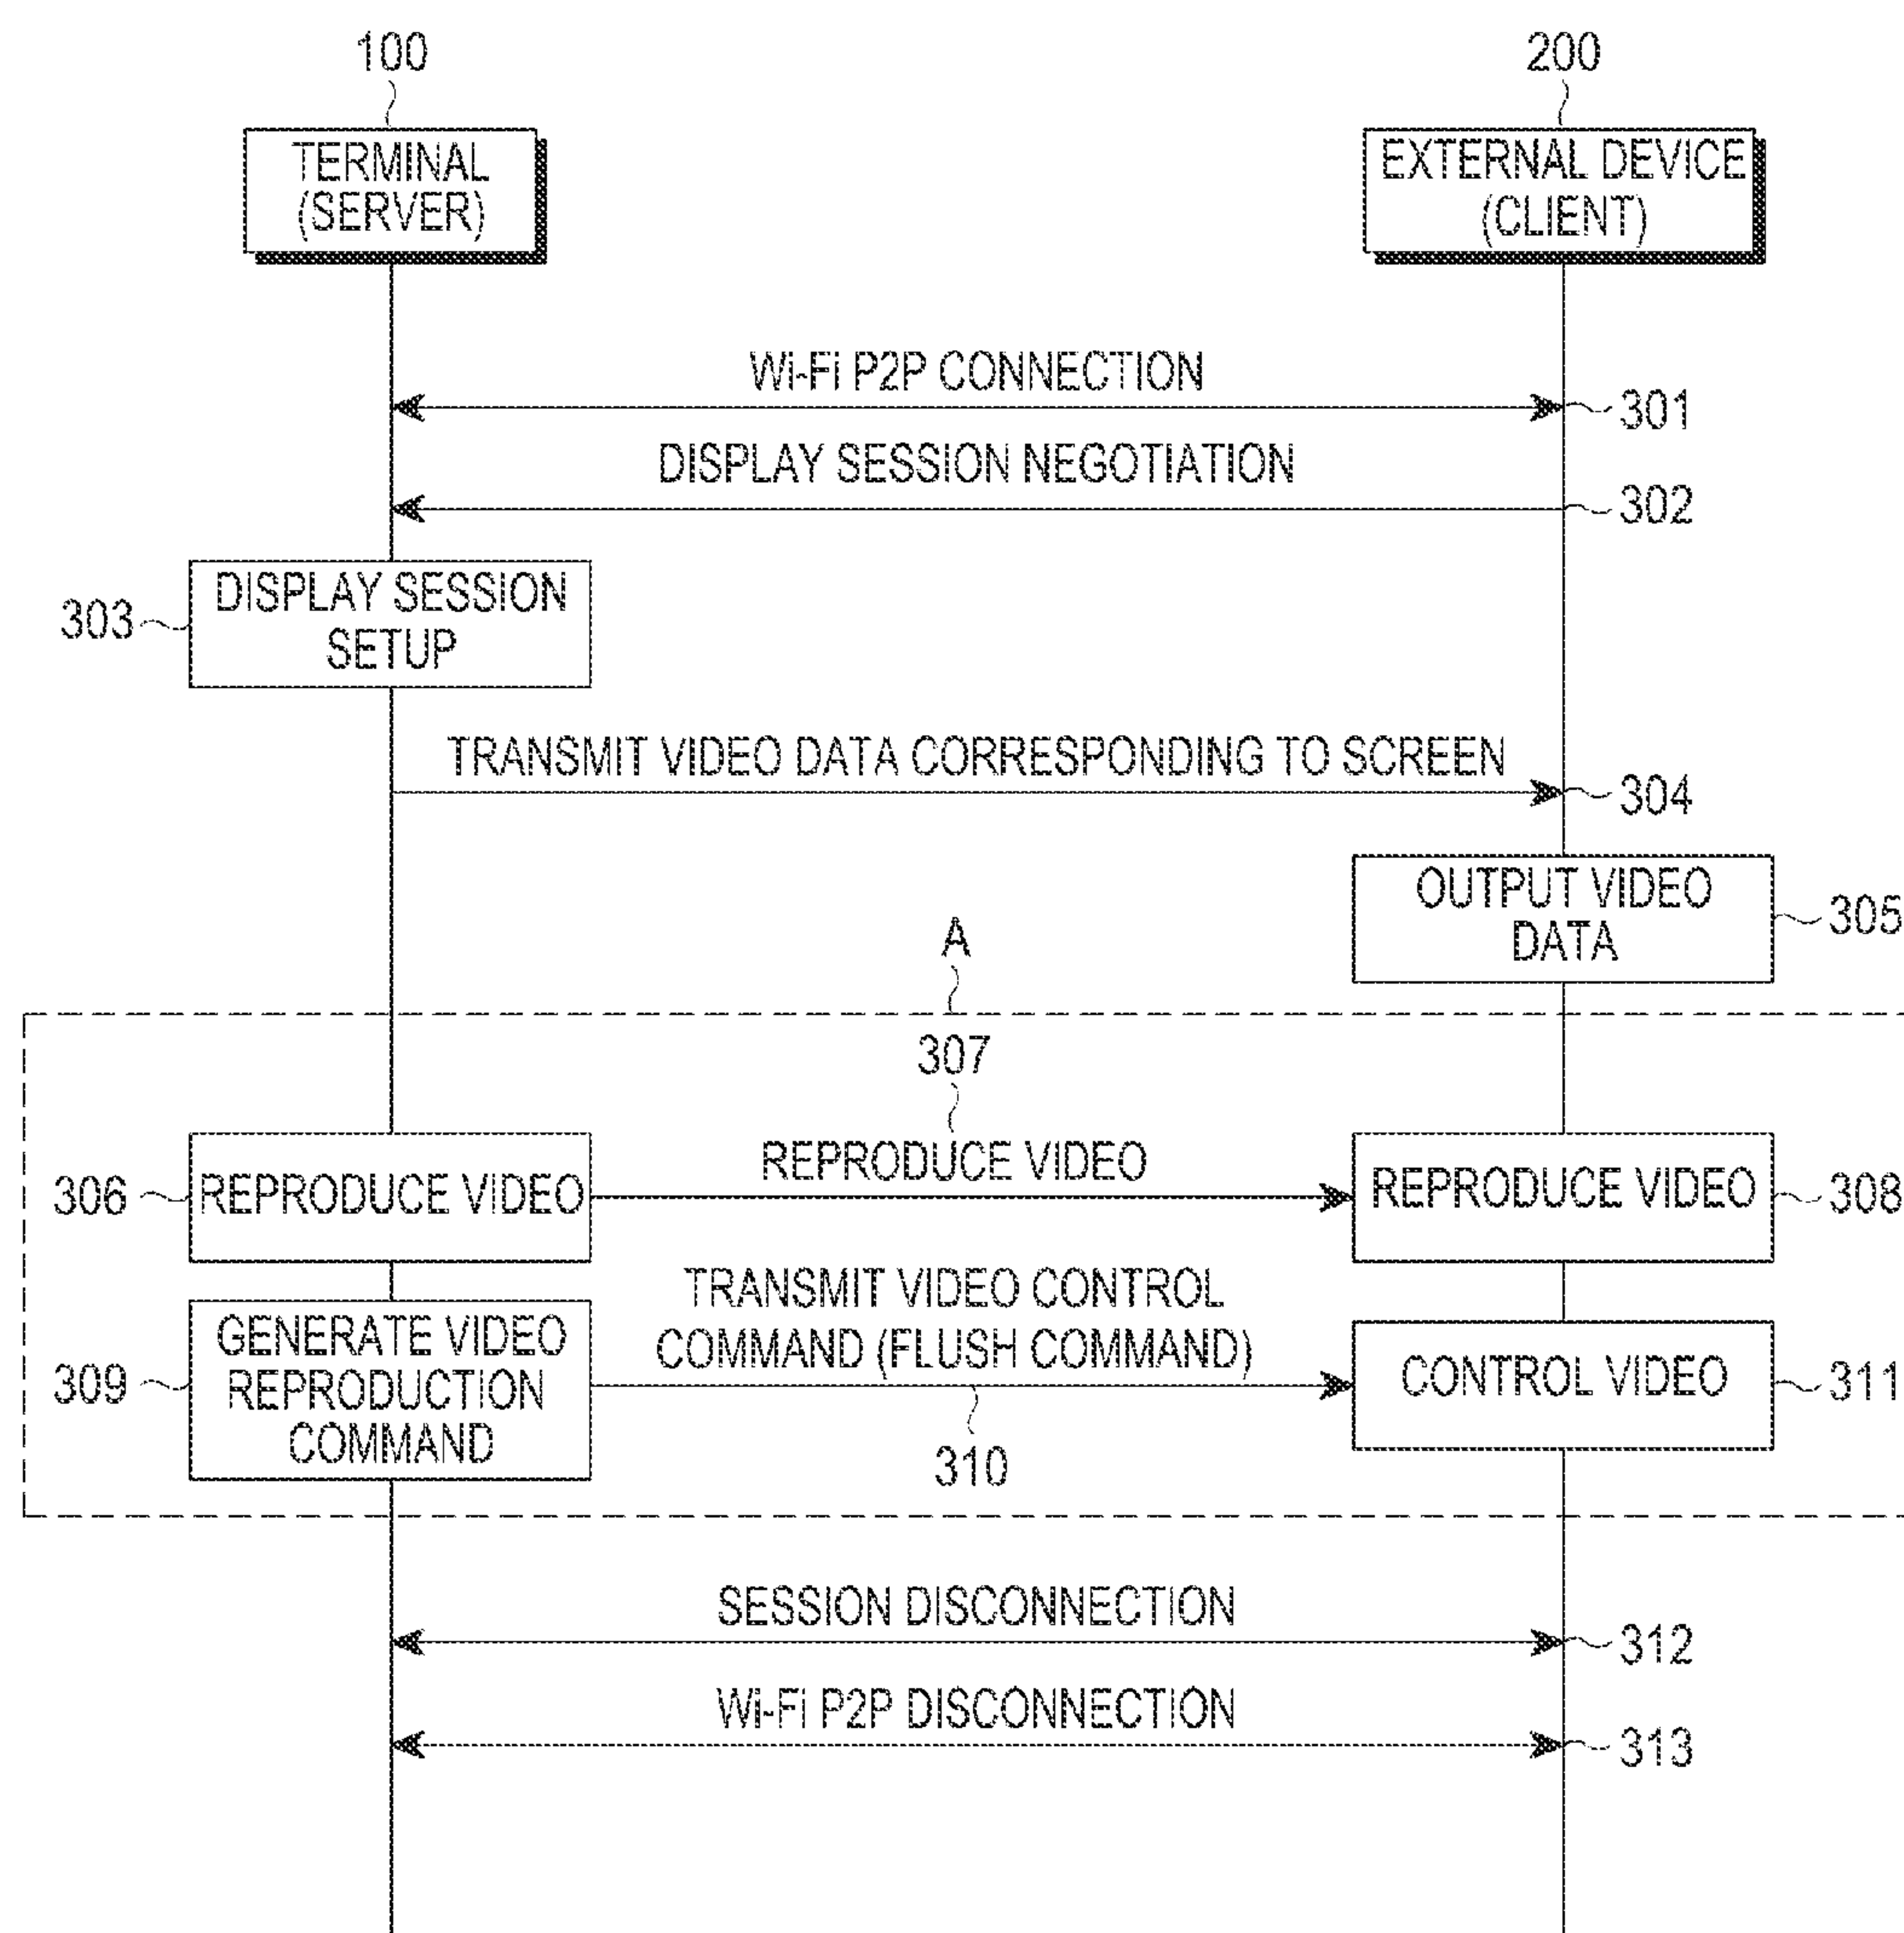 100
200
TERMINAL
(SERVER)
EXTERNAL DEVICE
(CLIENT)
Wi-Fi P2P CONNECTION
301
DISPLAY SESSION NEGOTIATION
302
DISPLAY SESSION
SETUP
303
TRANSMIT VIDEO DATA CORRESPONDING TO SCREEN
304
OUTPUT VIDEO
DATA
305
A
307
306
REPRODUCE VIDEO
REPRODUCE VIDEO
REPRODUCE VIDEO
308
309
GENERATE VIDEO
REPRODUCTION
COMMAND
TRANSMIT VIDEO CONTROL
COMMAND (FLUSH COMMAND)
310
CONTROL VIDEO
311
SESSION DISCONNECTION
312
Wi-Fi P2P DISCONNECTION
313